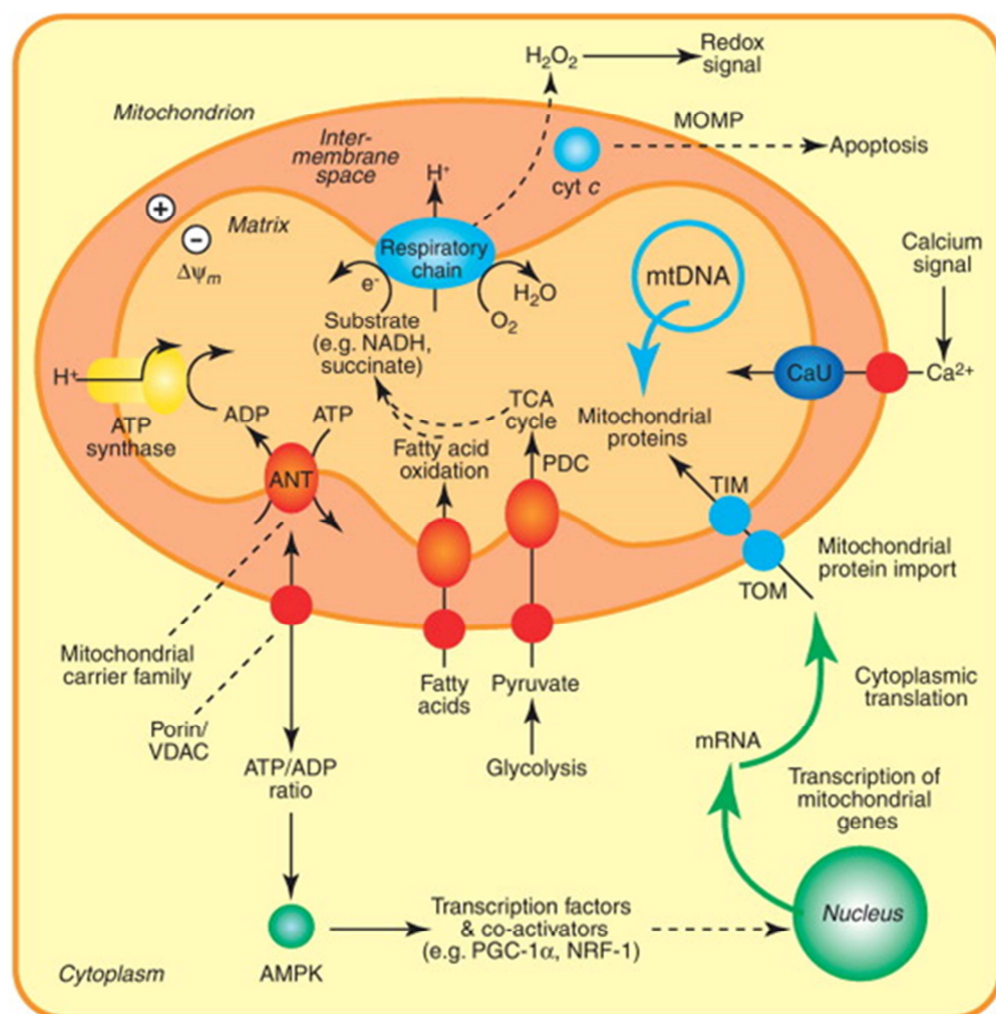 H₂O₂
Redox
signal
Mitochondrion
MOMP
Inter-
membrane
space
H⁺
cyt c
Apoptosis
+
−
Matrix
Δψm
Respiratory
chain
e⁻
H₂O
O₂
Substrate
(e.g. NADH,
succinate)
mtDNA
Calcium
signal
CaU
Ca²⁺
H⁺
ATP
synthase
ADP
ATP
ANT
TCA
cycle
Fatty acid
oxidation
PDC
Mitochondrial
proteins
TIM
TOM
Mitochondrial
protein import
Mitochondrial
carrier family
Porin/
VDAC
Fatty
acids
Pyruvate
Glycolysis
Cytoplasmic
translation
mRNA
ATP/ADP
ratio
Transcription of
mitochondrial
genes
Nucleus
Transcription factors
& co-activators
(e.g. PGC-1α, NRF-1)
AMPK
Cytoplasm